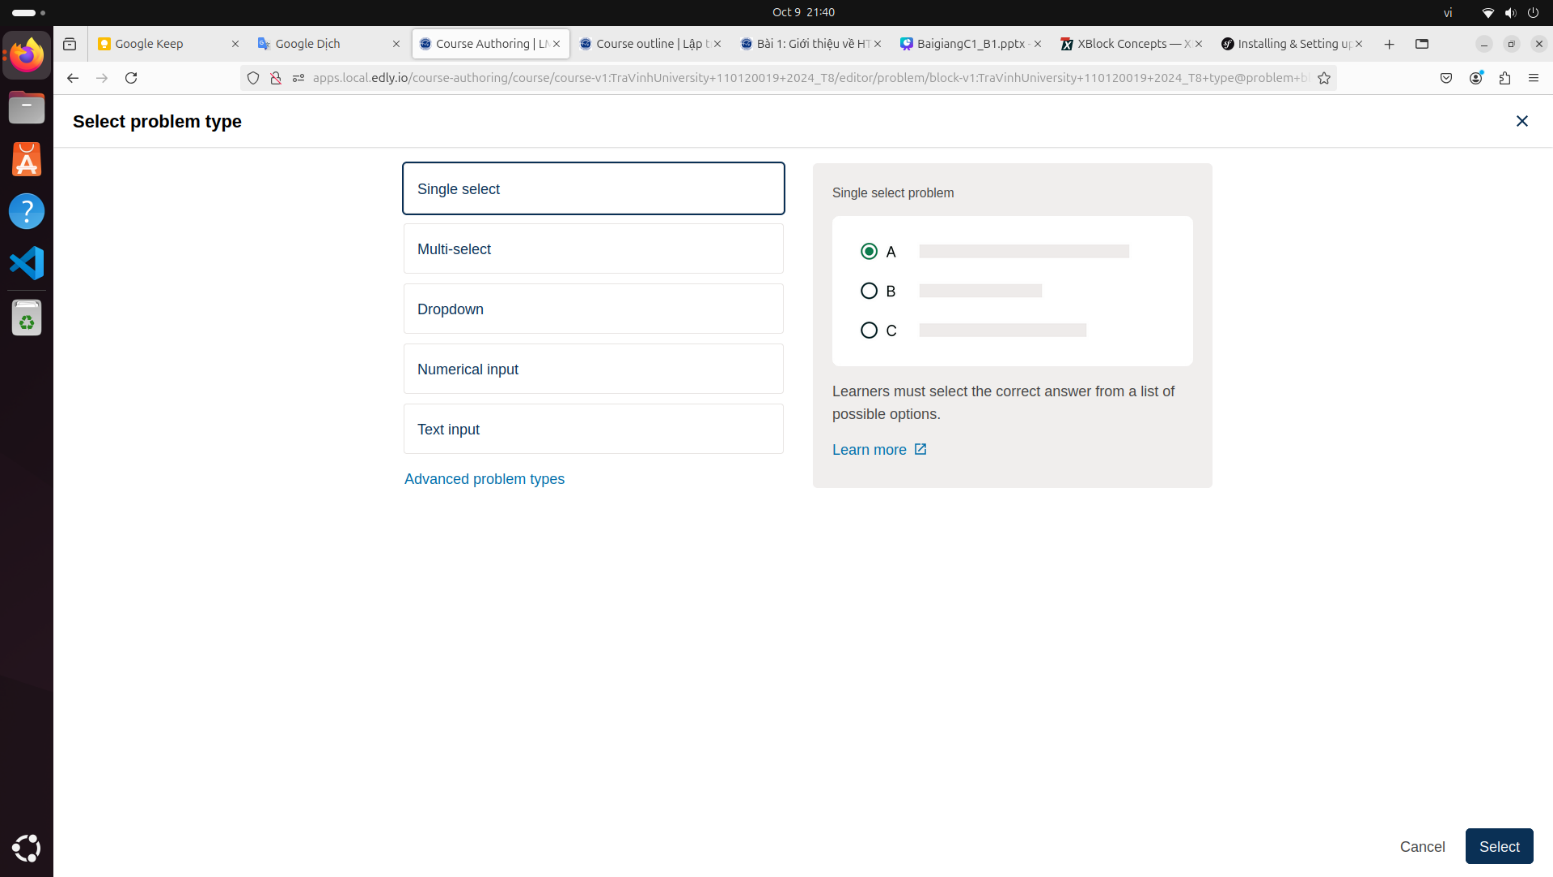 Oct 9 21:40
vi
Google Keep
Google Dịch
Course Authoring | LM
Course outline | Lập t
Bài 1: Giới thiệu về HT
BaigiangC1_B1.pptx -
XBlock Concepts — X
Installing & Setting up
apps.local.edly.io/course-authoring/course/course-v1:TraVinhUniversity+110120019+2024_T8/editor/problem/block-v1:TraVinhUniversity+110120019+2024_T8+type@problem+bl
Select problem type
Single select
Multi-select
Dropdown
Numerical input
Text input
Advanced problem types
Single select problem
A
B
C
Learners must select the correct answer from a list of
possible options.
Learn more
Cancel
Select